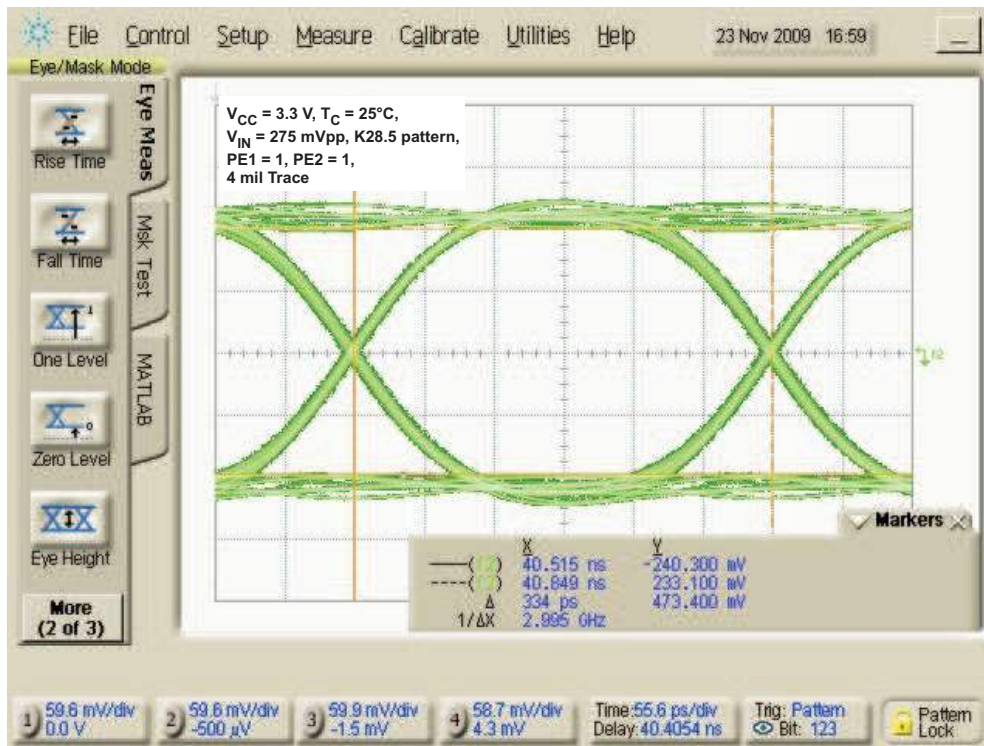 File Control Setup Measure Calibrate Utilities Help 23 Nov 2009 16:59
Eye/Mask Mode
Eye Meas
Msk Test
MATLAB
Rise Time
Fall Time
One Level
Zero Level
Eye Height
More
(2 of 3)
VCC = 3.3 V, TC = 25°C,
VIN = 275 mVpp, K28.5 pattern,
PE1 = 1, PE2 = 1,
4 mil Trace
Markers
X Y
40.515 ns -240.300 mV
40.849 ns 233.100 mV
Δ 334 ps 473.400 mV
1/ΔX 2.995 GHz
1) 59.6 mV/div
0.0 V
2) 59.6 mV/div
-500 µV
3) 59.9 mV/div
-1.5 mV
4) 58.7 mV/div
4.3 mV
Time:55.6 ps/div
Delay:40.4054 ns
Trig: Pattern
Bit: 123
Pattern
Lock